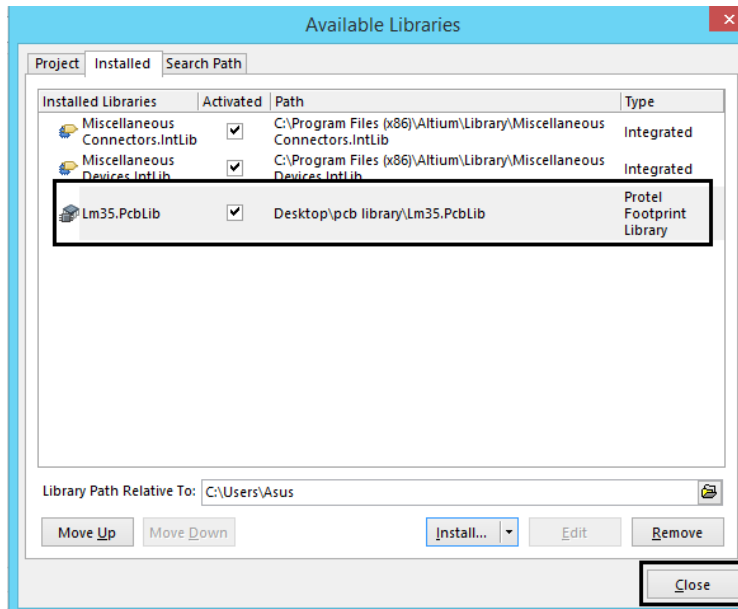 Available Libraries
Project Installed Search Path
Installed Libraries Activated Path Type
Miscellaneous
Connectors.IntLib
C:\Program Files (x86)\Altium\Library\Miscellaneous
Connectors.IntLib
Integrated
Miscellaneous
Devices.IntLib
C:\Program Files (x86)\Altium\Library\Miscellaneous
Devices.IntLib
Integrated
Lm35.PcbLib
Desktop\pcb library\Lm35.PcbLib
Protel
Footprint
Library
Library Path Relative To: C:\Users\Asus
Move Up Move Down Install... Edit Remove
Close